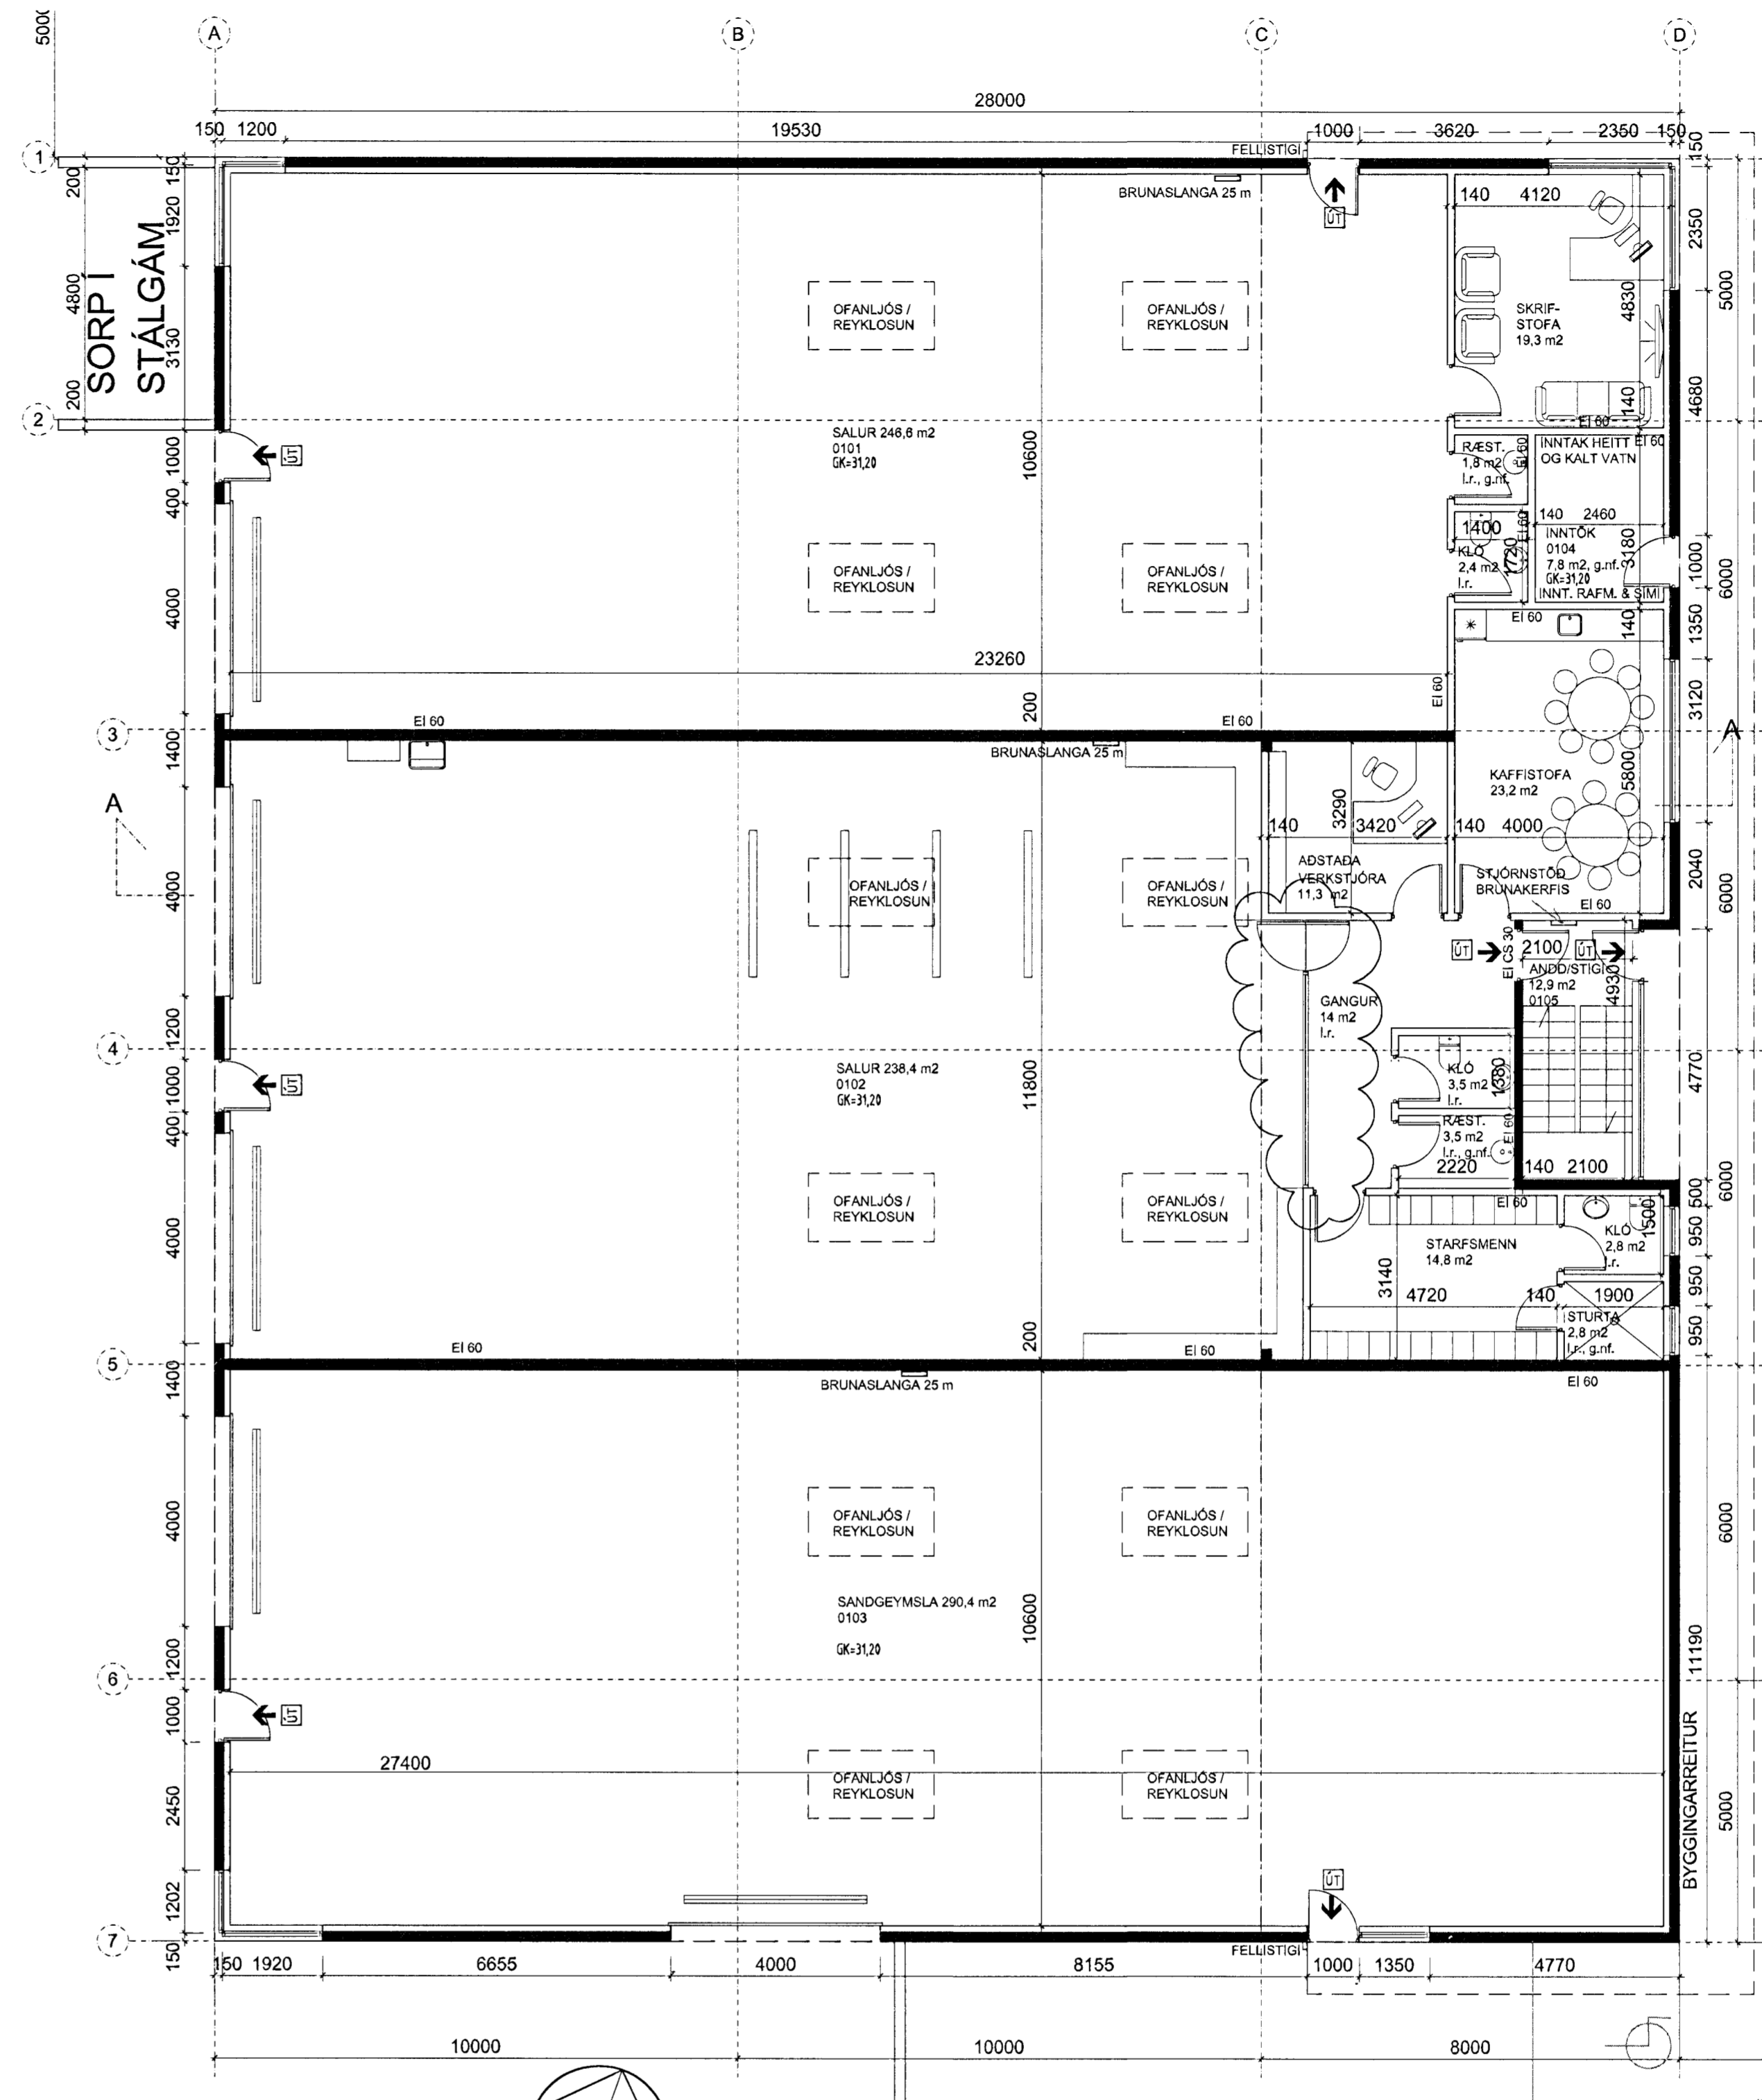 5000
A
B
C
D
28000
150 1200
19530
1000
3620
2350
150
FELLISTIGI
1
2
3
4
5
6
7
200
4800
200
SORP Í
STÁLGÁM
150
1920
3130
1000
400
4000
1400
4000
1200
1000
400
4000
1400
4000
1200
1000
2450
1202
150
BRUNASLANGA 25 m
ÚT
140 4120
OFANLJÓS /
REYKLOSUN
OFANLJÓS /
REYKLOSUN
SKRIF-
STOFA
19,3 m2
4830
140
EI 60
SALUR 246,6 m2
0101
GK=31,20
10600
ÚT
RÆST.
1,8 m2
l.r., g.nf.
EI 60
INNTAK HEITT
OG KALT VATN
EI 60
1400
EI 60
KLÓ
2,4 m2
l.r.
1720
140 2460
INNTÖK
0104
7,8 m2, g.nf.
GK=31,20
INNT. RAFM. & SÍMI
3180
OFANLJÓS /
REYKLOSUN
OFANLJÓS /
REYKLOSUN
EI 60
140
23260
200
EI 60
EI 60
EI 60
BRUNASLANGA 25 m
A
A
KAFFISTOFA
23,2 m2
5800
3290
140
3420
140 4000
AÐSTAÐA
VERKSTJÓRA
11,3 m2
STJÓRNSTÖÐ
BRUNAKERFIS
EI 60
OFANLJÓS /
REYKLOSUN
OFANLJÓS /
REYKLOSUN
ÚT
EI CS 30
2100
ÚT
ANDD/STIGI
12,9 m2
0105
4930
GANGUR
14 m2
l.r.
SALUR 238,4 m2
0102
GK=31,20
11800
ÚT
KLÓ
3,5 m2
l.r.
1380
RÆST.
3,5 m2
l.r., g.nf.
EI 60
2220
140 2100
OFANLJÓS /
REYKLOSUN
OFANLJÓS /
REYKLOSUN
EI 60
STARFSMENN
14,8 m2
KLÓ
2,8 m2
l.r.
1500
3140
4720
140
1900
STURTA
2,8 m2
l.r., g.nf.
200
EI 60
EI 60
EI 60
BRUNASLANGA 25 m
OFANLJÓS /
REYKLOSUN
OFANLJÓS /
REYKLOSUN
SANDGEYMSLA 290,4 m2
0103
GK=31,20
10600
ÚT
27400
OFANLJÓS /
REYKLOSUN
OFANLJÓS /
REYKLOSUN
ÚT
FELLISTIGI
BYGGINGARREITUR
150
2350
4680
1000
1350
3120
2040
4770
500
950
950
950
11190
5000
6000
6000
6000
6000
5000
150 1920
6655
4000
8155
1000
1350
4770
10000
10000
8000